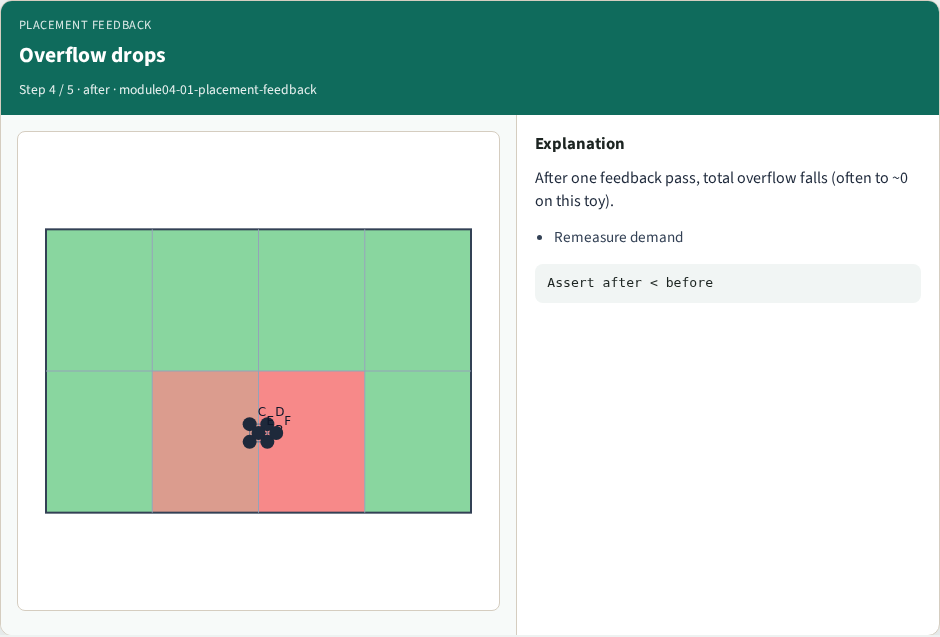 PLACEMENT FEEDBACK
Overflow drops
Step 4 / 5 · after · module04-01-placement-feedback
C D
F
Explanation
After one feedback pass, total overflow falls (often to ~0
on this toy).
• Remeasure demand
Assert after < before